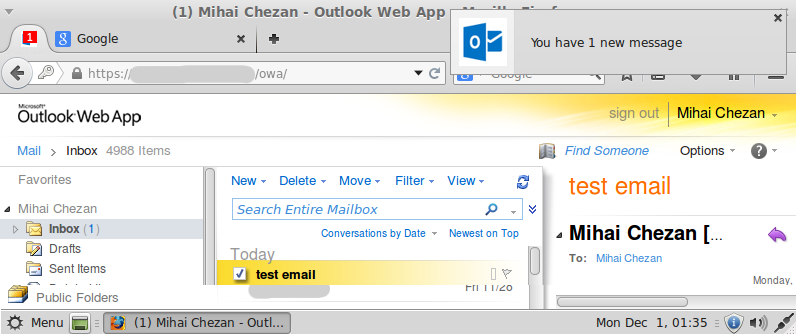 (1) Mihai Chezan - Outlook Web App
You have 1 new message
1
Google
https://
/owa/
Google
Microsoft®
Outlook Web App
sign out
Mihai Chezan
Mail > Inbox 4988 Items
Find Someone
Options
?
Favorites
Mihai Chezan
Inbox (1)
Drafts
Sent Items
Public Folders
New
Delete
Move
Filter
View
Search Entire Mailbox
Conversations by Date
Newest on Top
Today
test email
Fri 11/28
test email
Mihai Chezan [...
To: Mihai Chezan
Monday,
Menu
(1) Mihai Chezan - Outl...
Mon Dec 1, 01:35